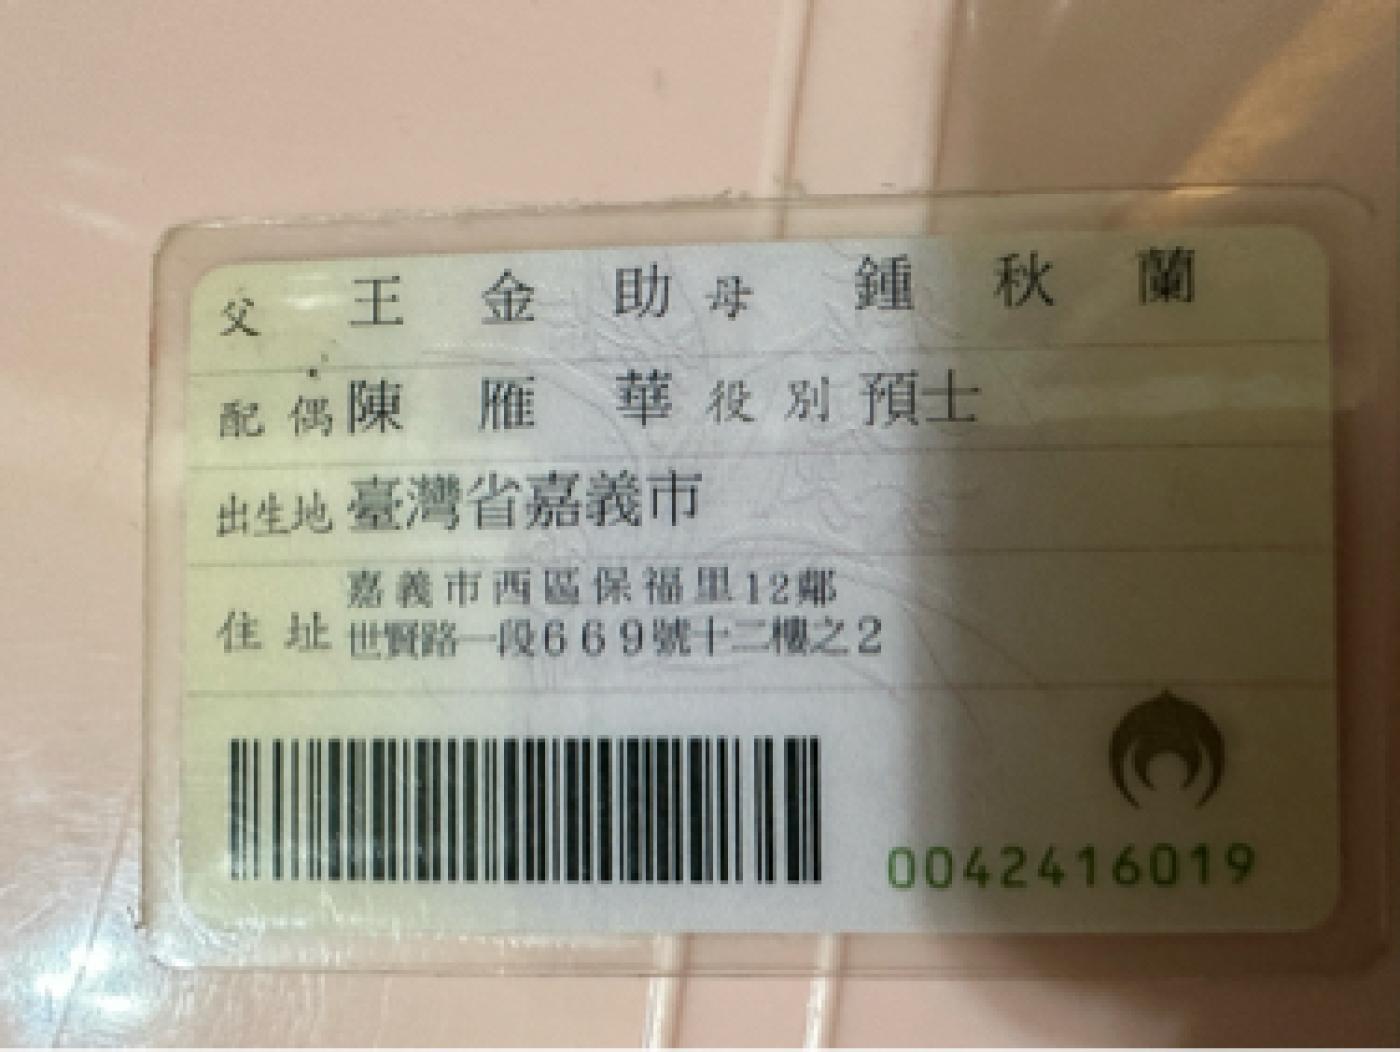 父 王金助 母 鍾秋蘭
配偶 陳雁華 役別 預士
出生地 臺灣省嘉義市
住址 嘉義市西區保福里12鄰
世賢路一段669號十二樓之2
0042416019